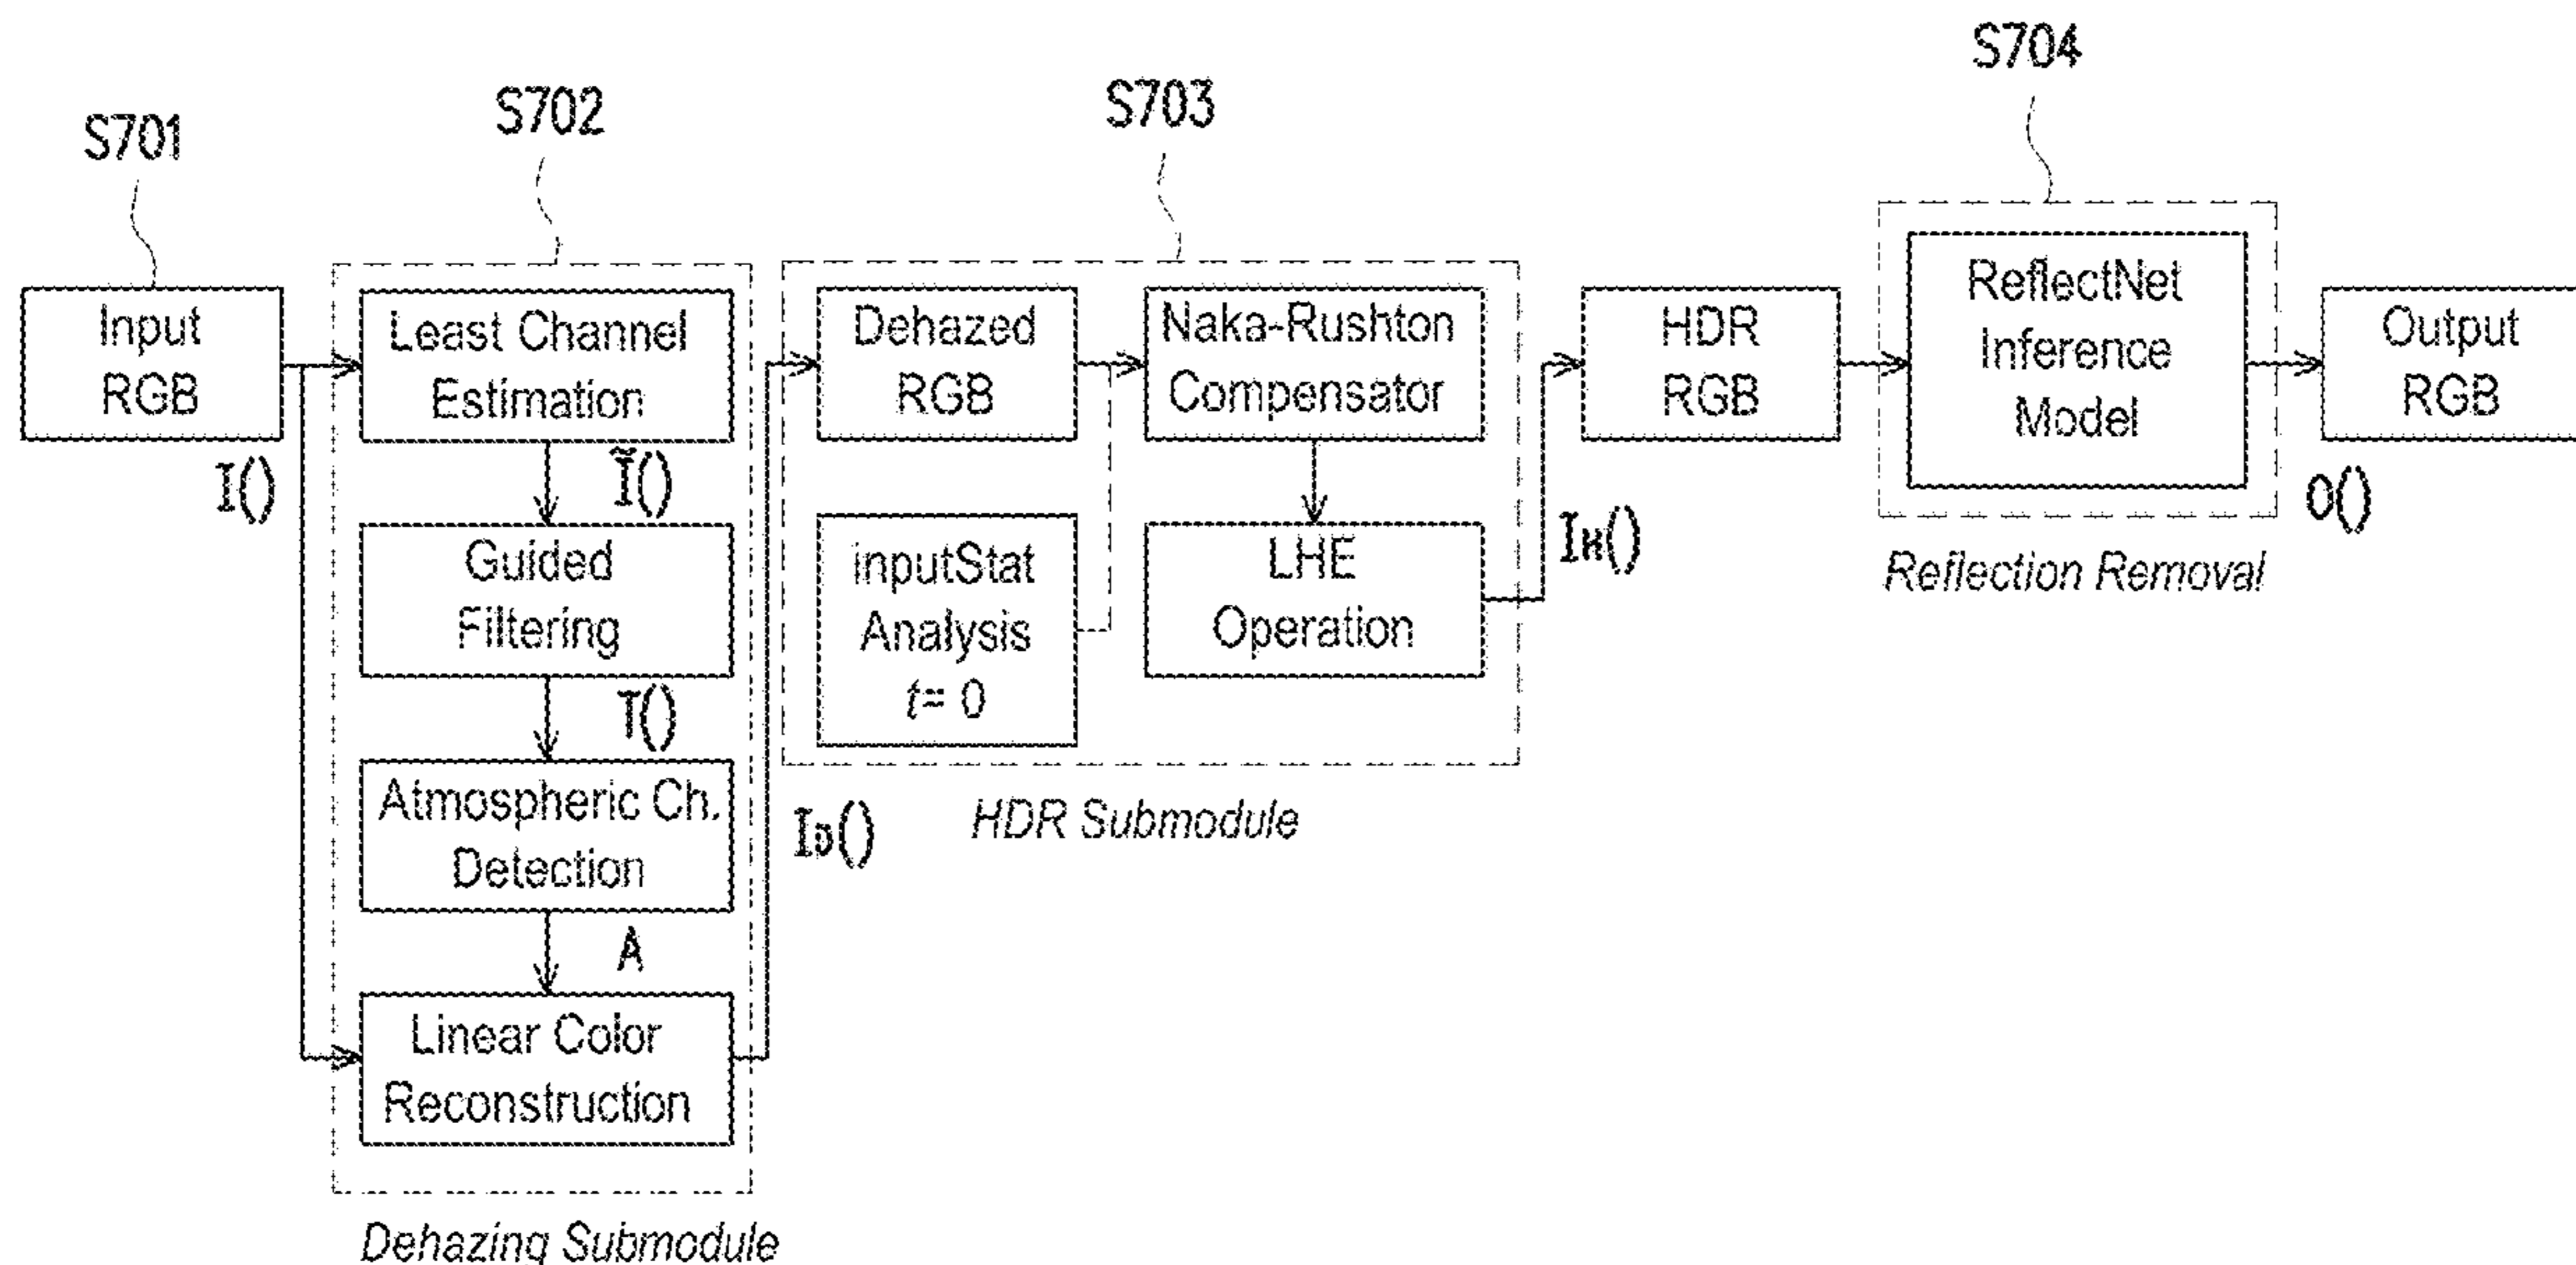 S701
S702
S703
S704
Input
RGB
I()
Least Channel
Estimation
Ĩ()
Guided
Filtering
T()
Atmospheric Ch.
Detection
A
Linear Color
Reconstruction
Dehazing Submodule
ID()
Dehazed
RGB
inputStat
Analysis
t= 0
Naka-Rushton
Compensator
LHE
Operation
HDR Submodule
IH()
HDR
RGB
ReflectNet
Inference
Model
Reflection Removal
O()
Output
RGB